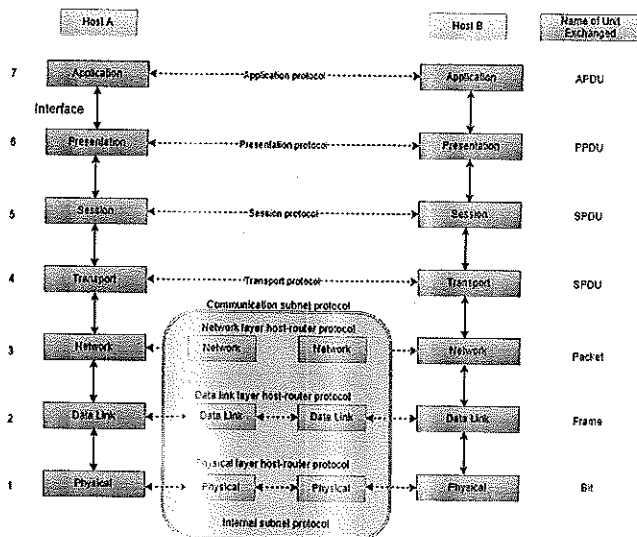 Host A
Host B
Name of Unit
Exchanged
7
Application
Application protocol
Application
APDU
Interface
6
Presentation
Presentation protocol
Presentation
PPDU
5
Session
Session protocol
Session
SPDU
4
Transport
Transport protocol
Transport
SPDU
Communication subnet protocol
Network layer host-router protocol
3
Network
Network
Network
Network
Packet
Data link layer host-router protocol
2
Data Link
Data Link
Data Link
Data Link
Frame
Physical layer host-router protocol
1
Physical
Physical
Physical
Physical
Bit
Internal subnet protocol